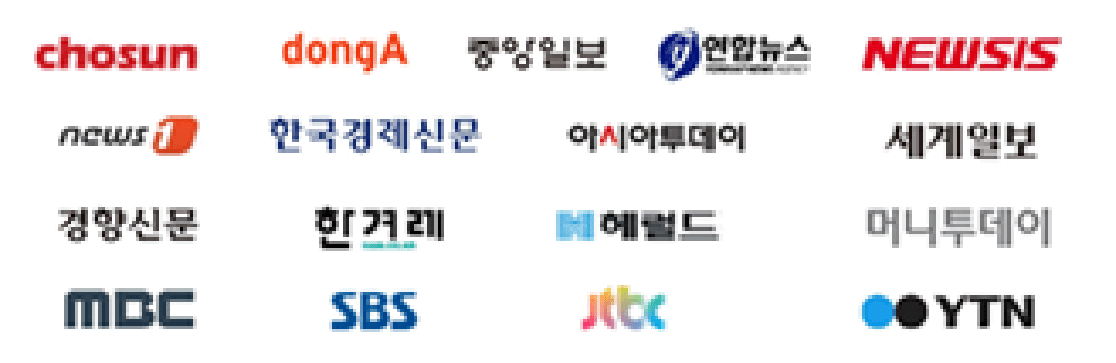 chosun dongA 중앙일보 연합뉴스 NEWSIS
news1 한국경제신문 아시아투데이 세계일보
경향신문 한겨레 H 헤럴드 머니투데이
MBC SBS jtbc YTN